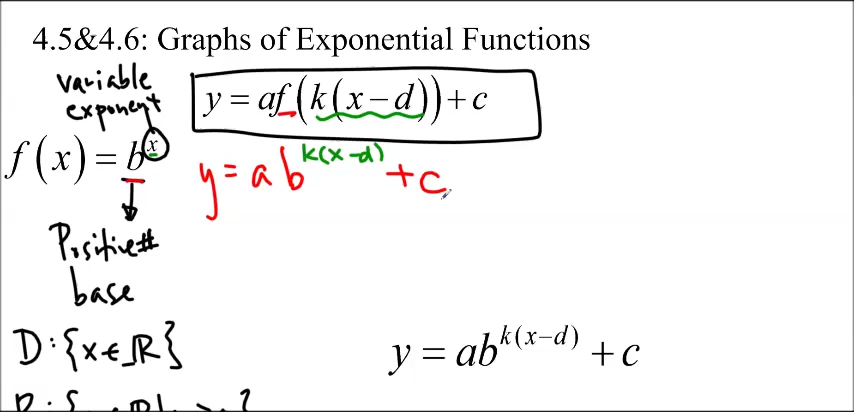 4.5&4.6: Graphs of Exponential Functions
variable
exponent
y = af(k(x−d))+c
f(x) = b^x
y = ab^k(x−d) + c
Positive#
base
D: {x∈ℝ}
y = ab^k(x−d) + c